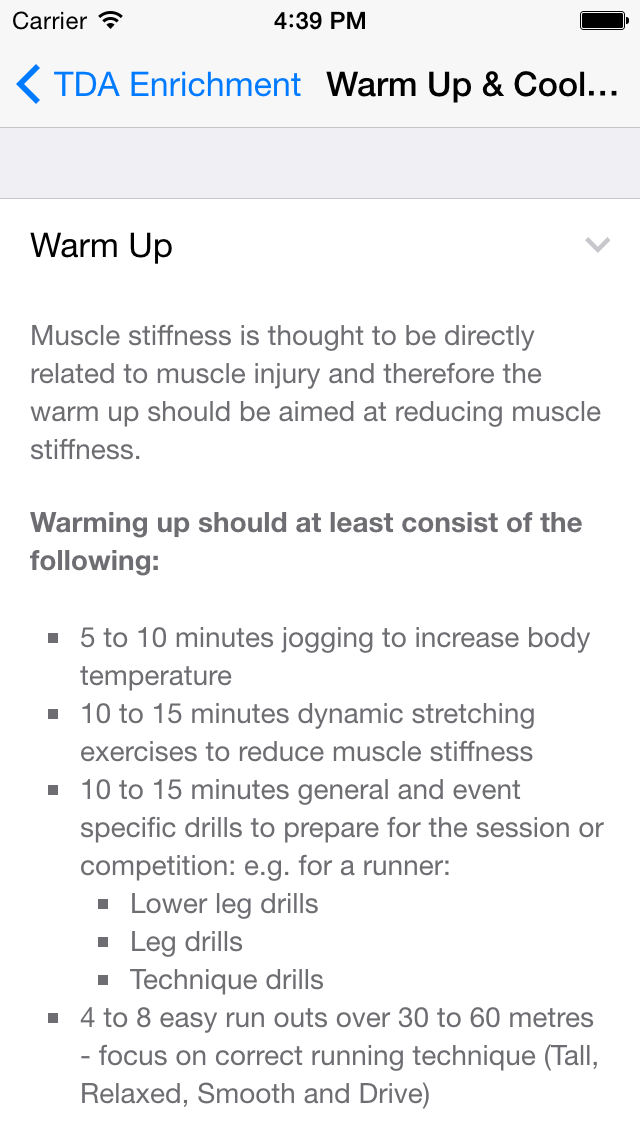 Carrier 4:39 PM
TDA Enrichment Warm Up & Cool...
Warm Up
Muscle stiffness is thought to be directly
related to muscle injury and therefore the
warm up should be aimed at reducing muscle
stiffness.
Warming up should at least consist of the
following:
▪ 5 to 10 minutes jogging to increase body
temperature
▪ 10 to 15 minutes dynamic stretching
exercises to reduce muscle stiffness
▪ 10 to 15 minutes general and event
specific drills to prepare for the session or
competition: e.g. for a runner:
▪ Lower leg drills
▪ Leg drills
▪ Technique drills
▪ 4 to 8 easy run outs over 30 to 60 metres
- focus on correct running technique (Tall,
Relaxed, Smooth and Drive)